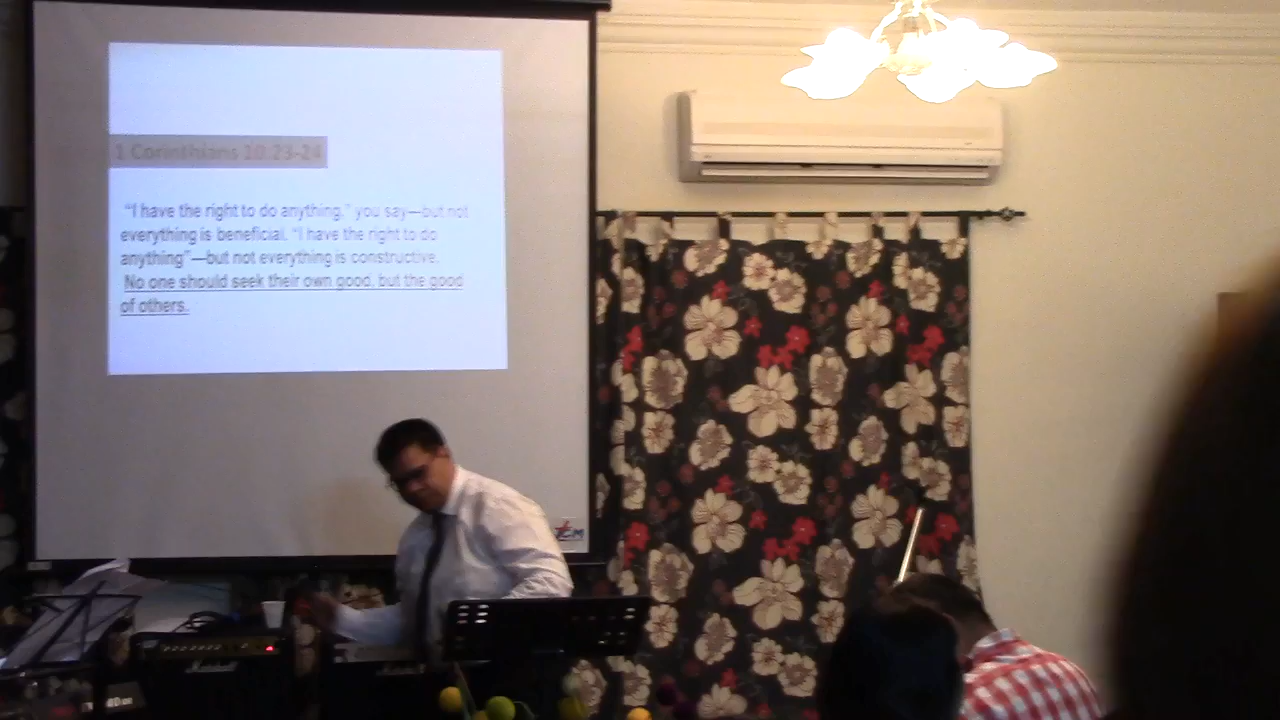 1 Corinthians 10:23-24
“I have the right to do anything,” you say—but not
everything is beneficial. “I have the right to do
anything”—but not everything is constructive.
No one should seek their own good, but the good
of others.
Marshall